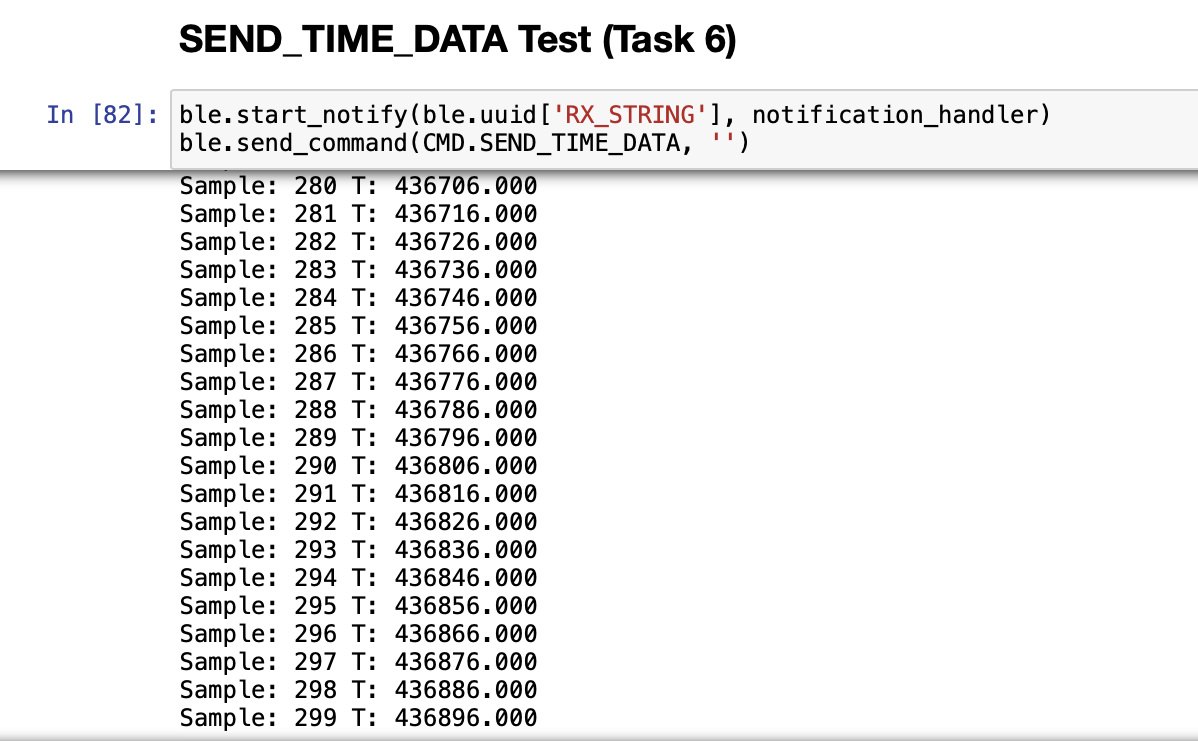 SEND_TIME_DATA Test (Task 6)
In [82]: ble.start_notify(ble.uuid['RX_STRING'], notification_handler)
ble.send_command(CMD.SEND_TIME_DATA, '')
Sample: 280 T: 436706.000
Sample: 281 T: 436716.000
Sample: 282 T: 436726.000
Sample: 283 T: 436736.000
Sample: 284 T: 436746.000
Sample: 285 T: 436756.000
Sample: 286 T: 436766.000
Sample: 287 T: 436776.000
Sample: 288 T: 436786.000
Sample: 289 T: 436796.000
Sample: 290 T: 436806.000
Sample: 291 T: 436816.000
Sample: 292 T: 436826.000
Sample: 293 T: 436836.000
Sample: 294 T: 436846.000
Sample: 295 T: 436856.000
Sample: 296 T: 436866.000
Sample: 297 T: 436876.000
Sample: 298 T: 436886.000
Sample: 299 T: 436896.000